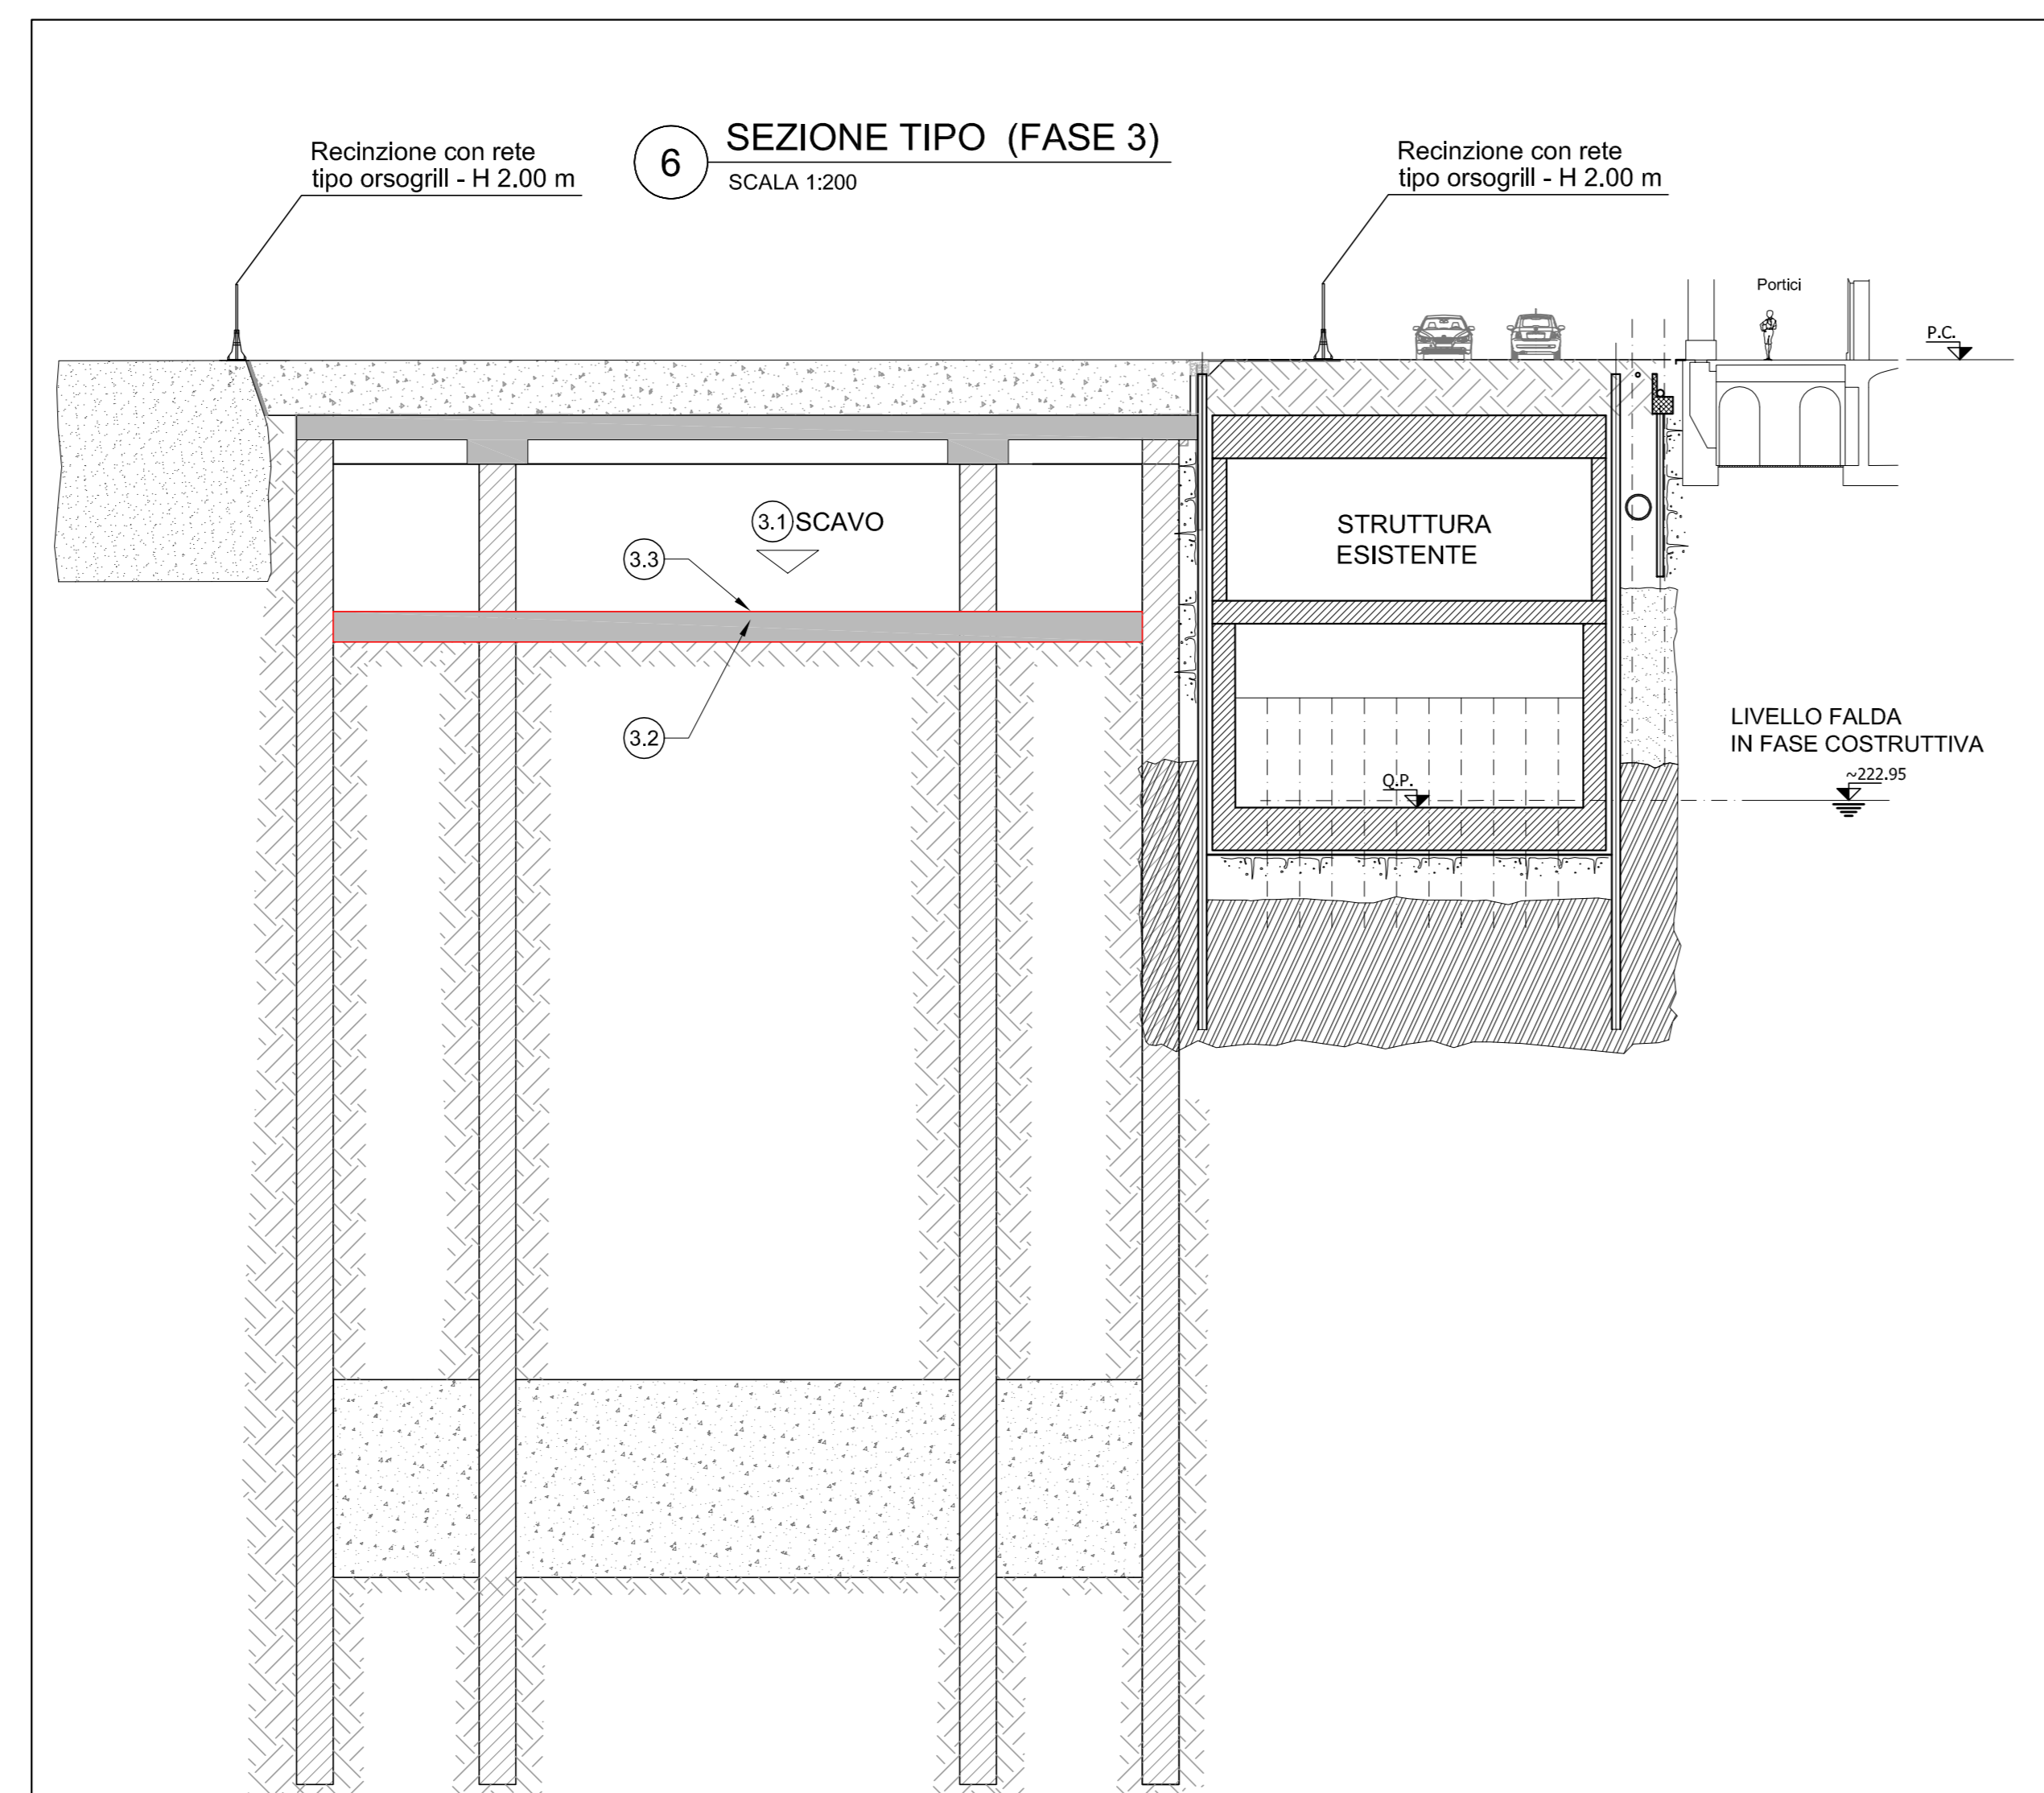 6
SEZIONE TIPO (FASE 3)
SCALA 1:200
Recinzione con rete
tipo orsogrill - H 2.00 m
Recinzione con rete
tipo orsogrill - H 2.00 m
Portici
P.C.
3.1 SCAVO
3.3
3.2
STRUTTURA
ESISTENTE
Q.P.
LIVELLO FALDA
IN FASE COSTRUTTIVA
~222.95